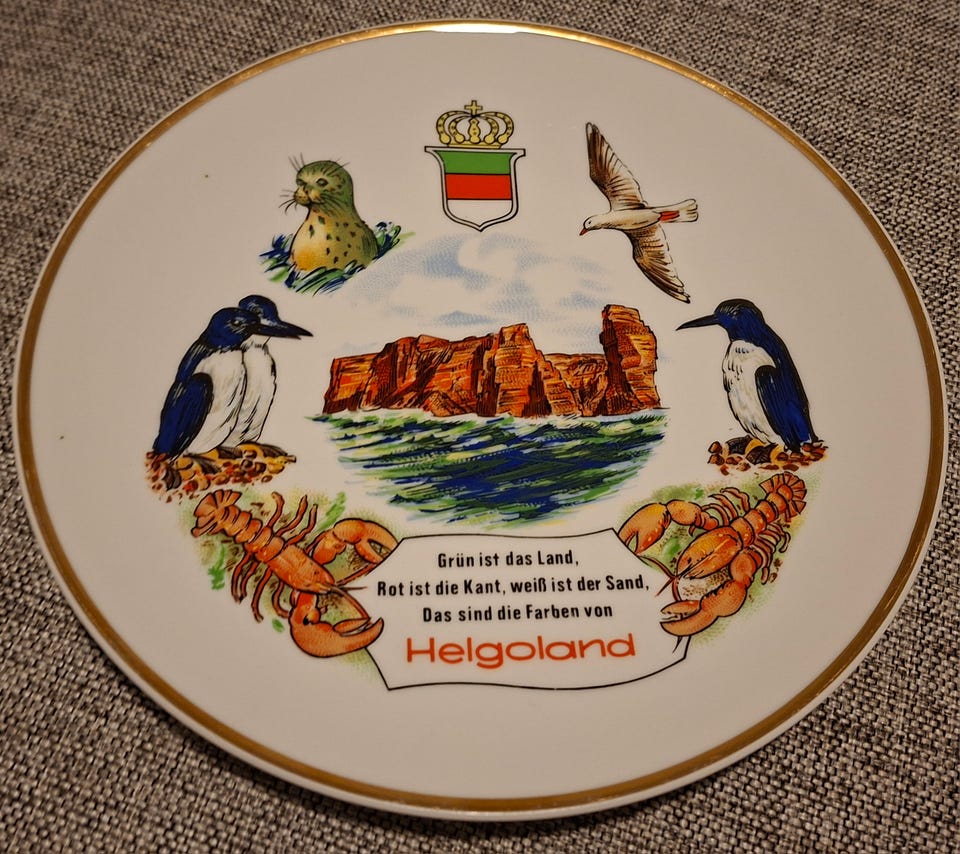 Grün ist das Land,
Rot ist die Kant, weiß ist der Sand,
Das sind die Farben von
Helgoland